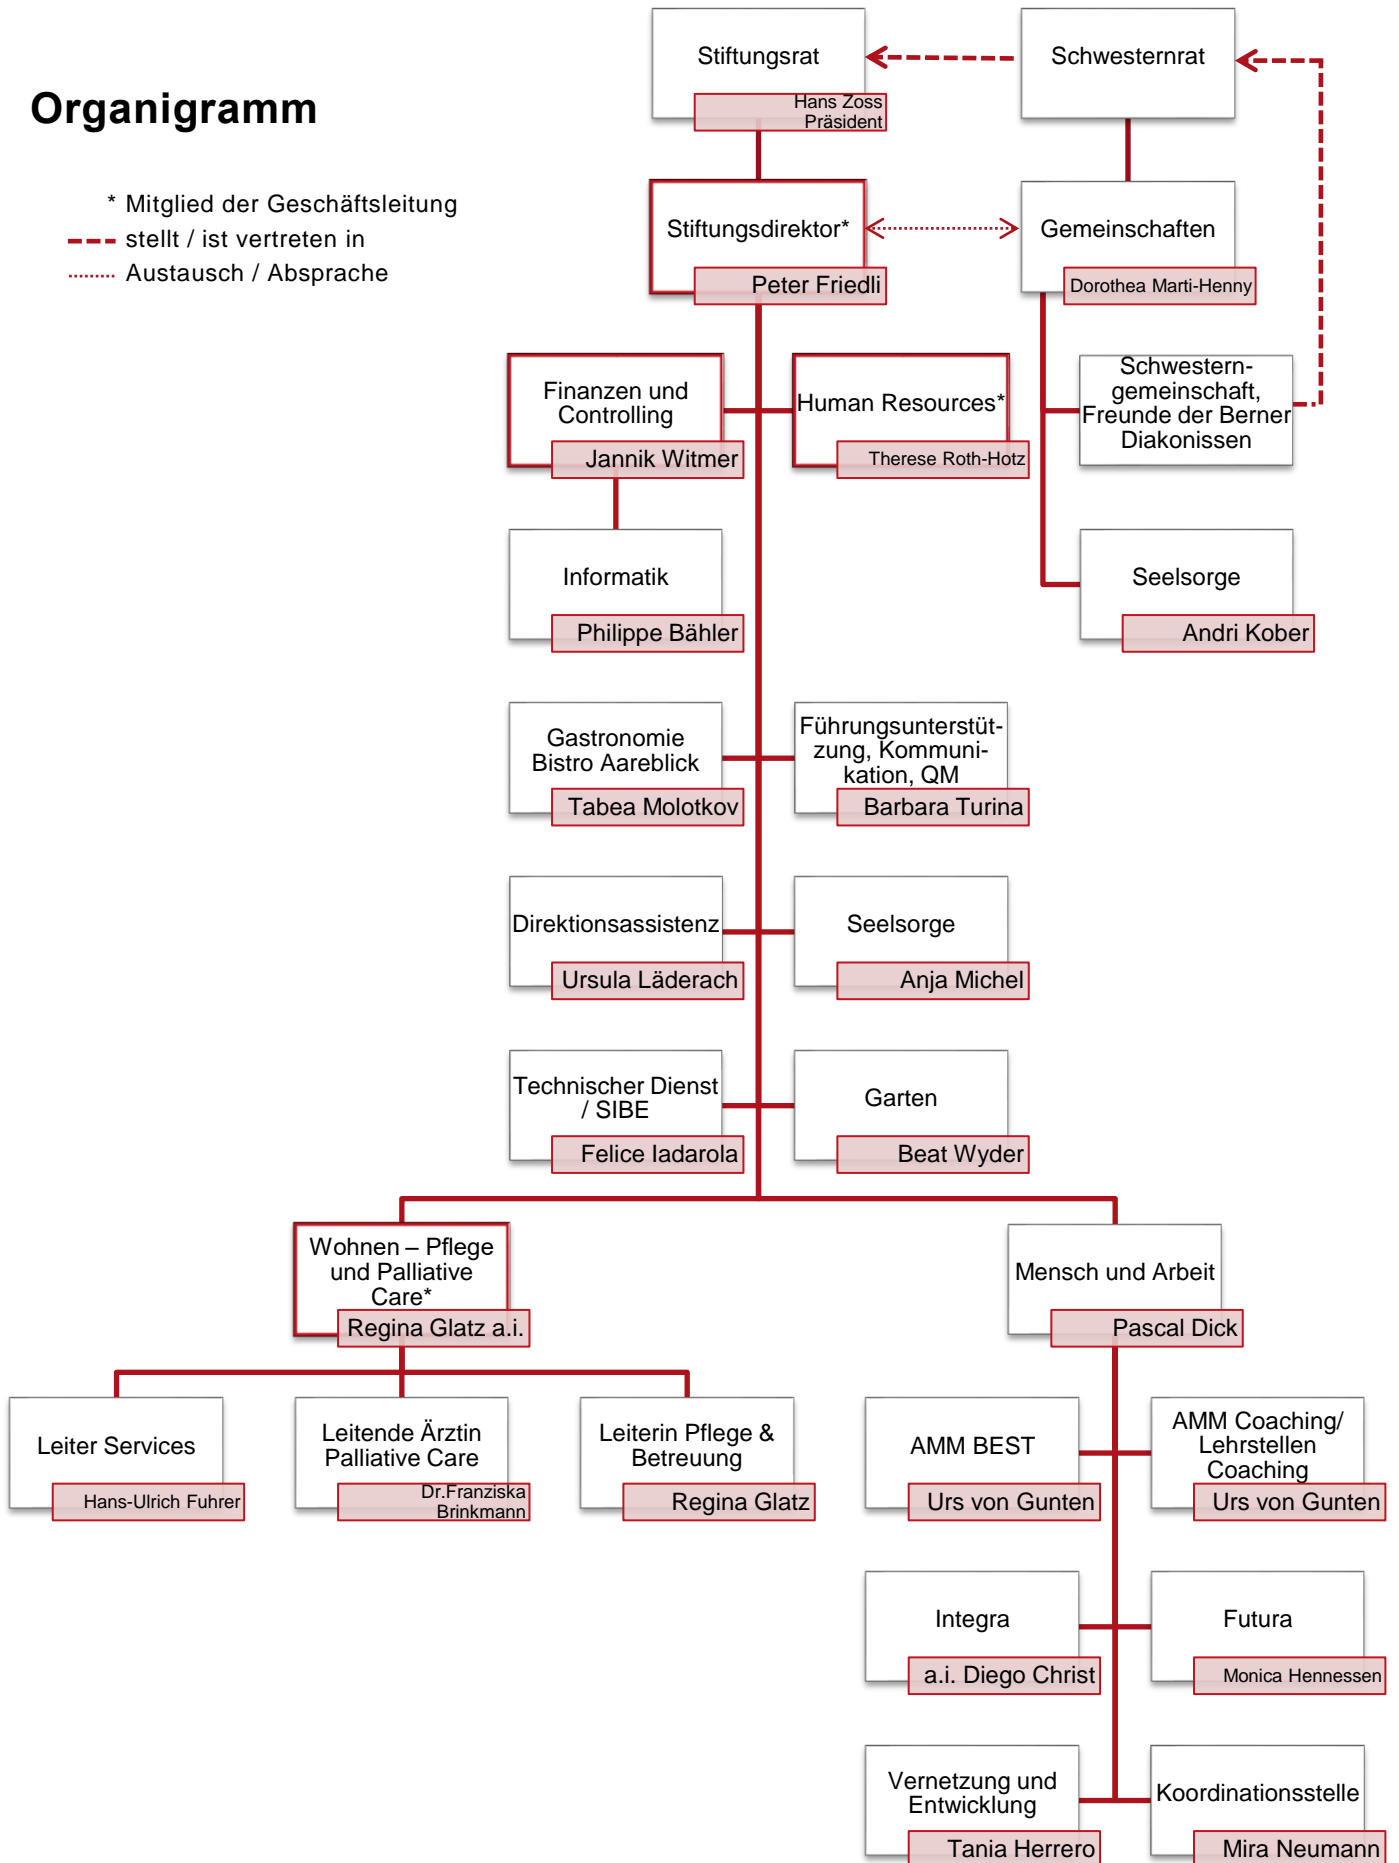 Organigramm
* Mitglied der Geschäftsleitung
stellt / ist vertreten in
Austausch / Absprache
Stiftungsrat
Hans Zoss
Präsident
Schwesternrat
Stiftungsdirektor*
Peter Friedli
Gemeinschaften
Dorothea Marti-Henny
Finanzen und
Controlling
Jannik Witmer
Human Resources*
Therese Roth-Hotz
Schwestern-
gemeinschaft,
Freunde der Berner
Diakonissen
Informatik
Philippe Bähler
Seelsorge
Andri Kober
Gastronomie
Bistro Aareblick
Tabea Molotkov
Führungsunterstüt-
zung, Kommuni-
kation, QM
Barbara Turina
Direktionsassistenz
Ursula Läderach
Seelsorge
Anja Michel
Technischer Dienst
/ SIBE
Felice Iadarola
Garten
Beat Wyder
Wohnen – Pflege
und Palliative
Care*
Regina Glatz a.i.
Mensch und Arbeit
Pascal Dick
Leiter Services
Hans-Ulrich Fuhrer
Leitende Ärztin
Palliative Care
Dr.Franziska
Brinkmann
Leiterin Pflege &
Betreuung
Regina Glatz
AMM BEST
Urs von Gunten
AMM Coaching/
Lehrstellen
Coaching
Urs von Gunten
Integra
a.i. Diego Christ
Futura
Monica Hennessen
Vernetzung und
Entwicklung
Tania Herrero
Koordinationsstelle
Mira Neumann